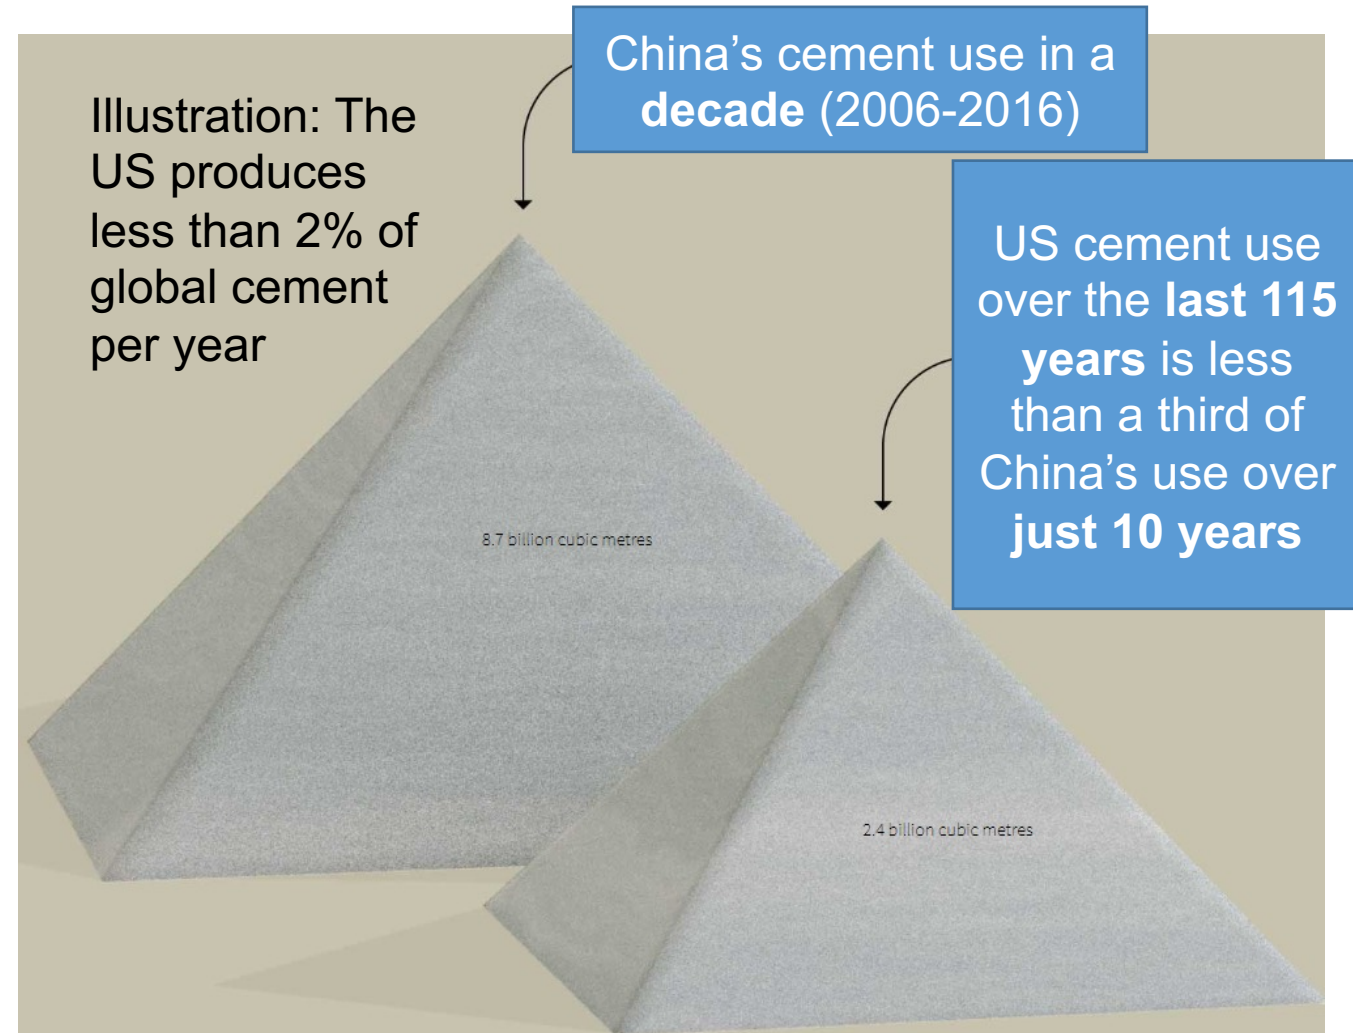 Illustration: The
US produces
less than 2% of
global cement
per year
China’s cement use in a
decade (2006-2016)
US cement use
over the last 115
years is less
than a third of
China’s use over
just 10 years
8.7 billion cubic metres
2.4 billion cubic metres